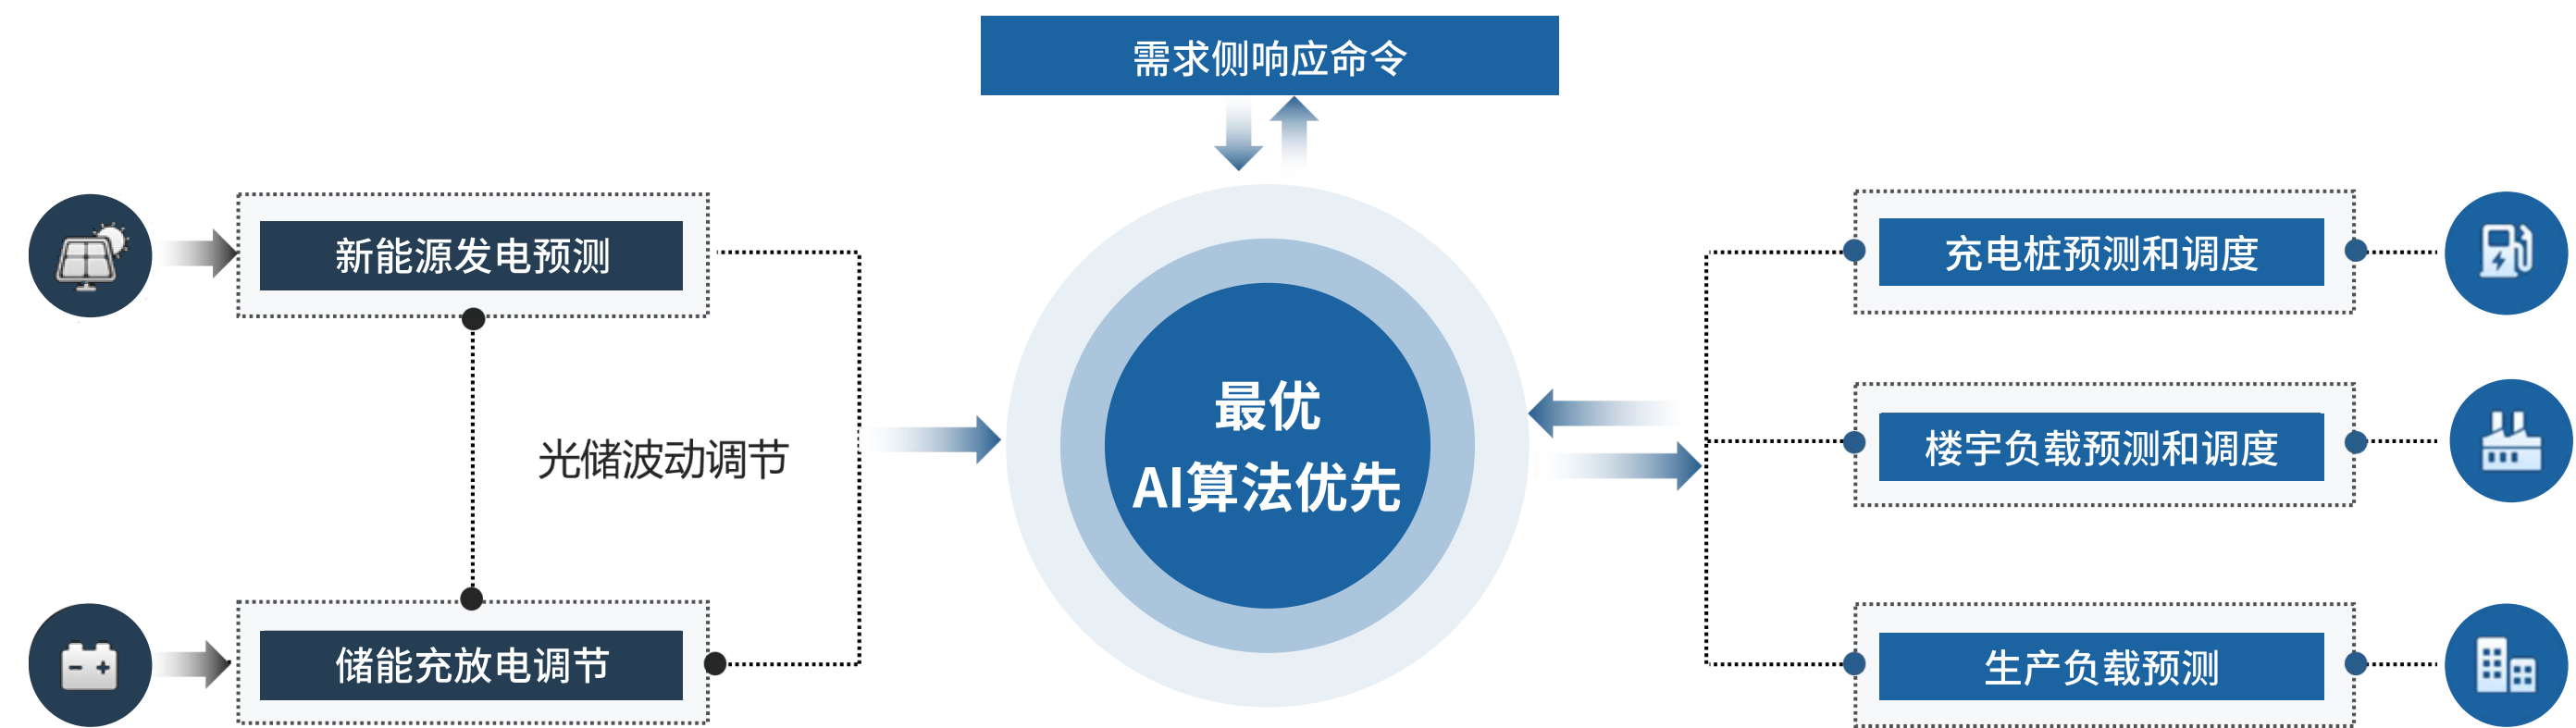 需求侧响应命令
新能源发电预测
光储波动调节
储能充放电调节
最优
AI算法优先
充电桩预测和调度
楼宇负载预测和调度
生产负载预测